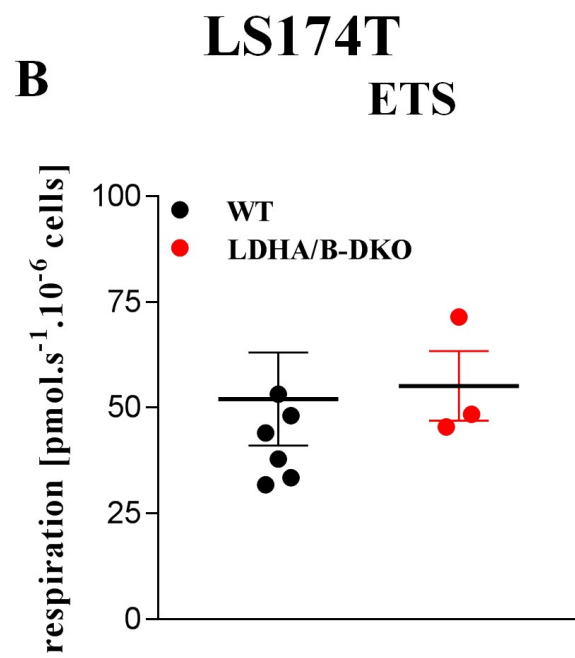 LS174T
B
ETS
respiration [pmol.s⁻¹.10⁻⁶ cells]
100
75
50
25
0
WT
LDHA/B-DKO